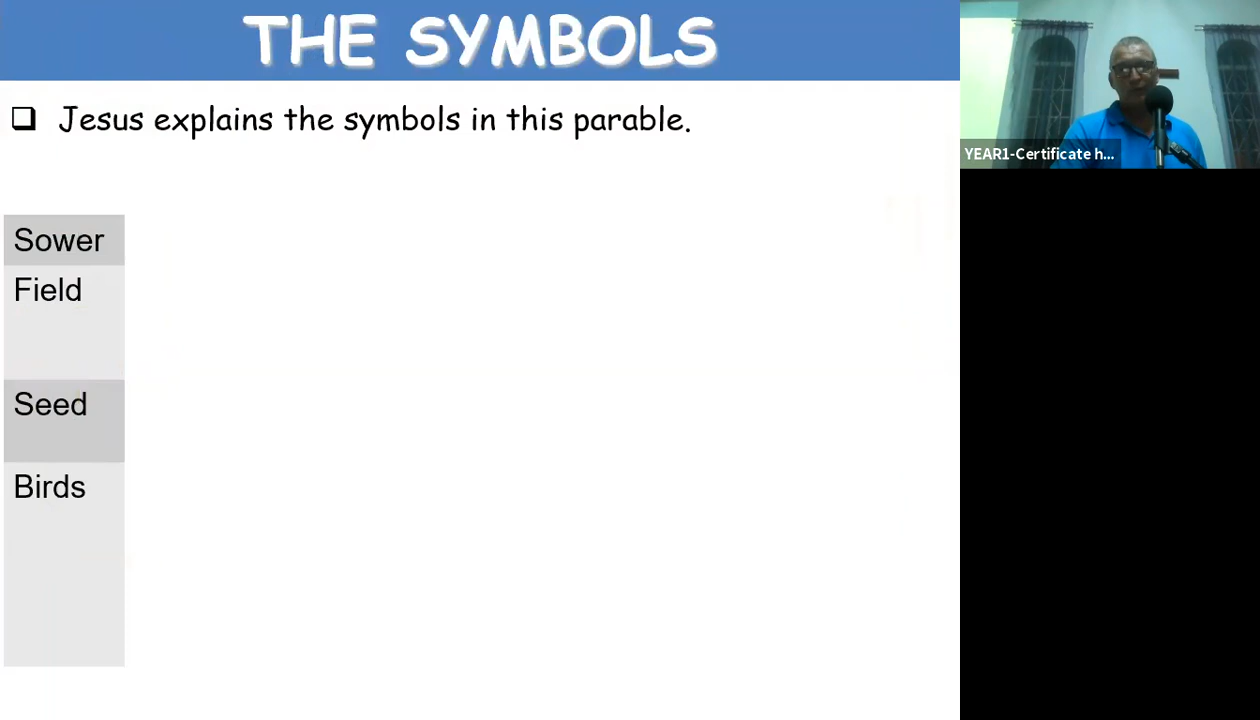 THE SYMBOLS
❑ Jesus explains the symbols in this parable.
YEAR1-Certificate h...
Sower
Field
Seed
Birds